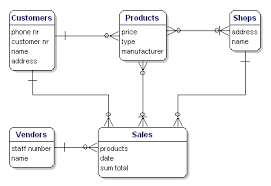 Customers
phone nr
customer nr
name
address
Products
price
type
manufacturer
Shops
address
name
Vendors
staff number
name
Sales
products
date
sum total